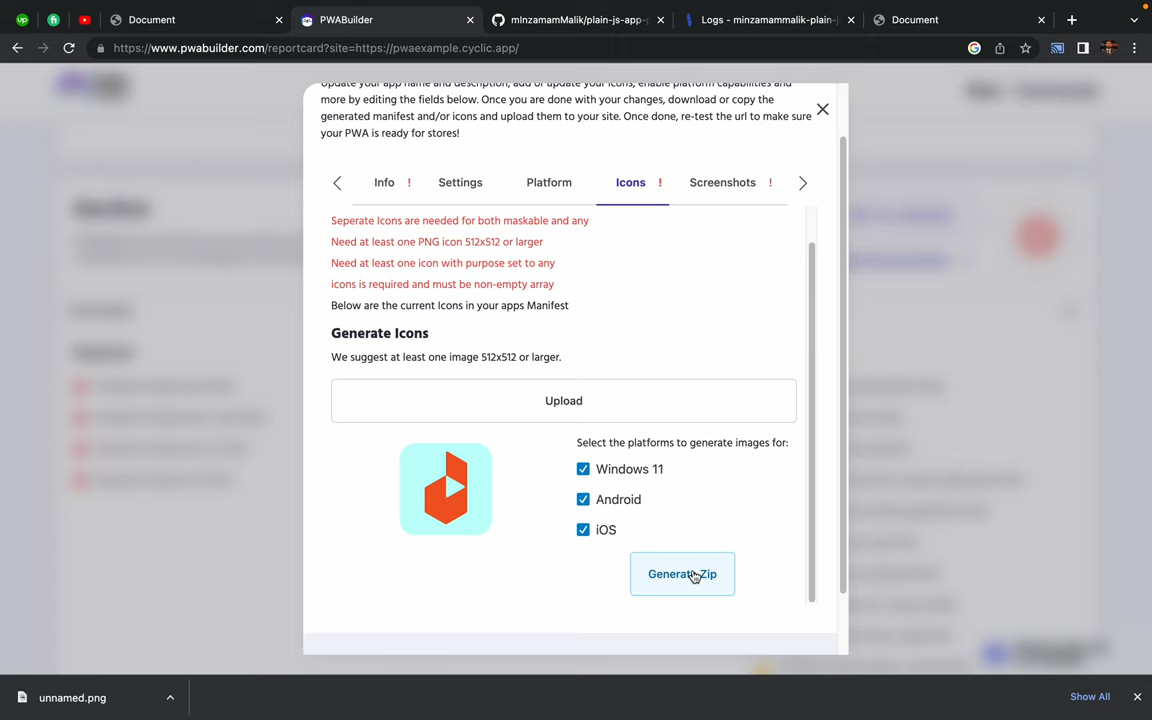 Document
PWABuilder
mInzamamMalik/plain-js-app-p
Logs - minzamammalik-plain-j
Document
https://www.pwabuilder.com/reportcard?site=https://pwaexample.cyclic.app/
Update your app name and description, add or update your icons, enable platform capabilities and
more by editing the fields below. Once you are done with your changes, download or copy the
generated manifest and/or icons and upload them to your site. Once done, re-test the url to make sure
your PWA is ready for stores!
Info ! Settings Platform Icons ! Screenshots !
Seperate Icons are needed for both maskable and any
Need at least one PNG icon 512x512 or larger
Need at least one icon with purpose set to any
icons is required and must be non-empty array
Below are the current Icons in your apps Manifest
Generate Icons
We suggest at least one image 512x512 or larger.
Upload
Select the platforms to generate images for:
Windows 11
Android
iOS
Generate Zip
unnamed.png
Show All